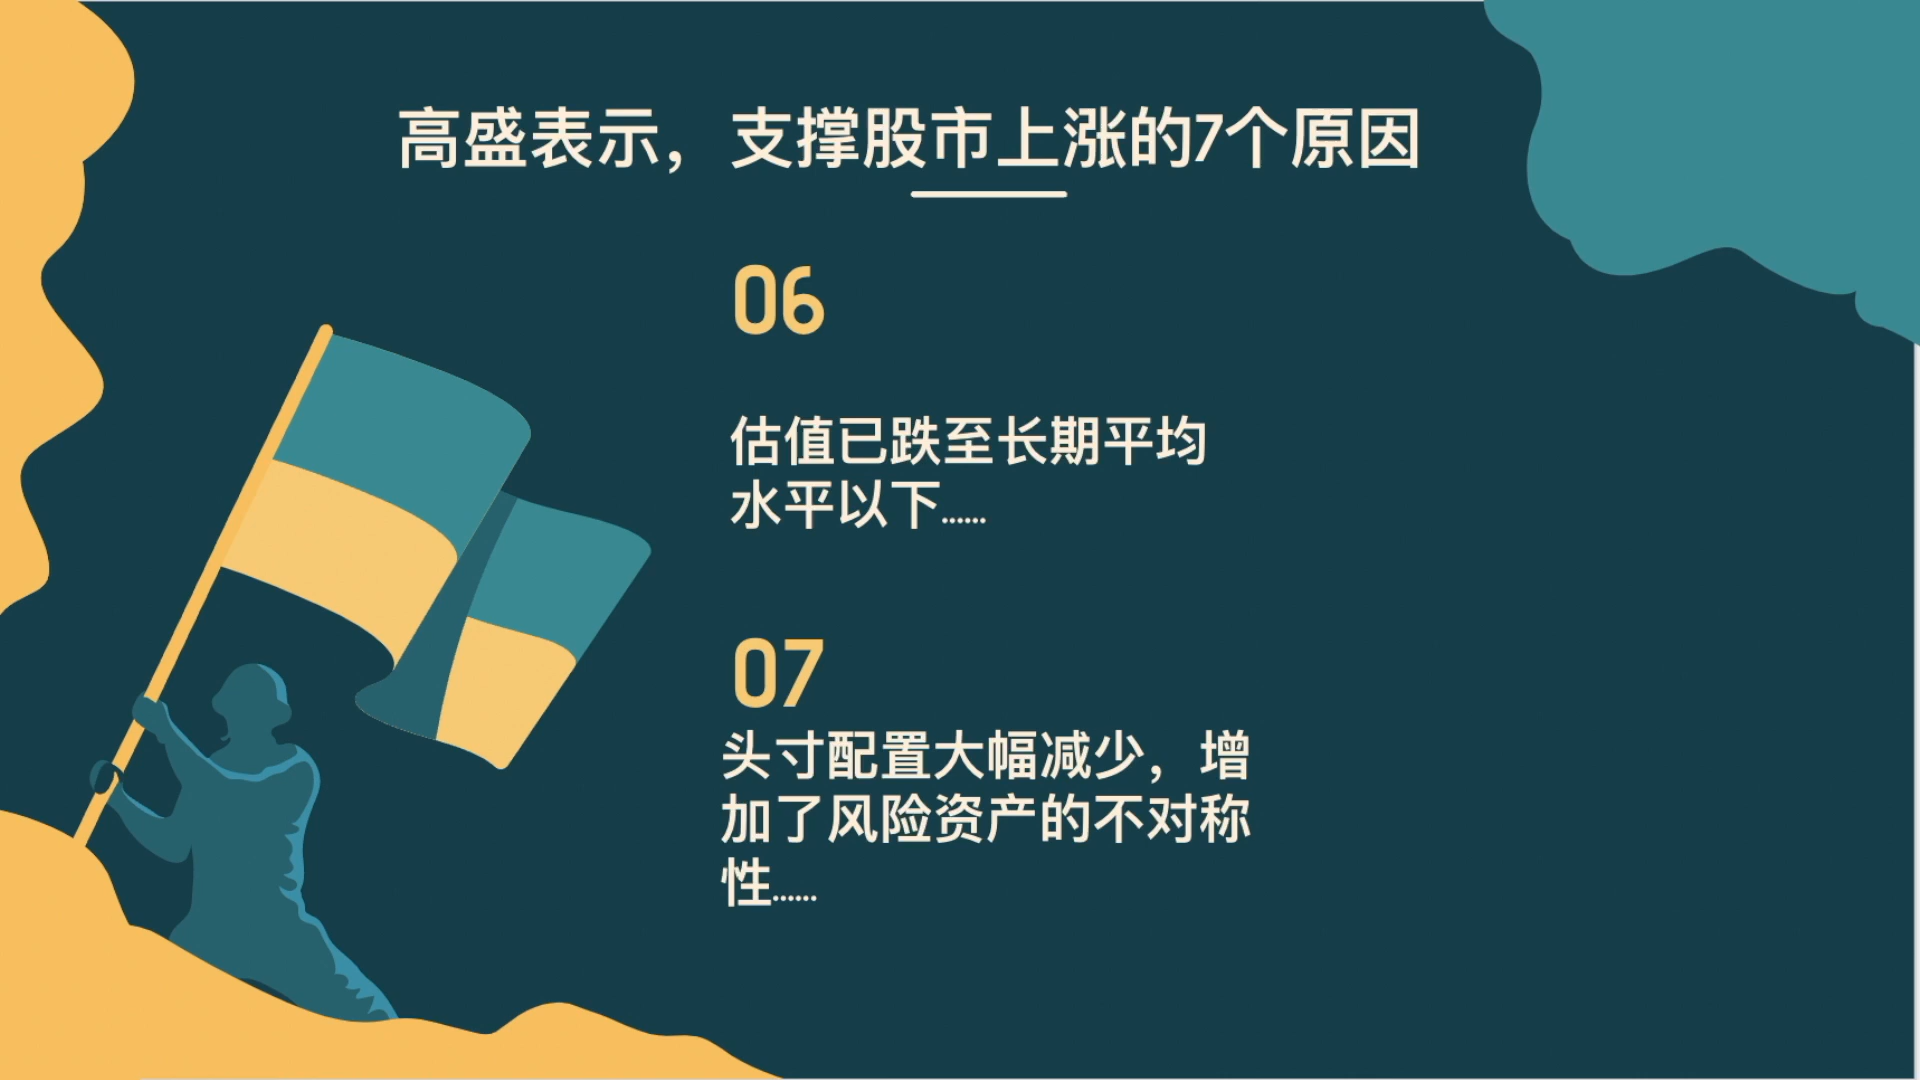 高盛表示，支撑股市上涨的7个原因
06
估值已跌至长期平均
水平以下……
07
头寸配置大幅减少，增
加了风险资产的不对称
性……